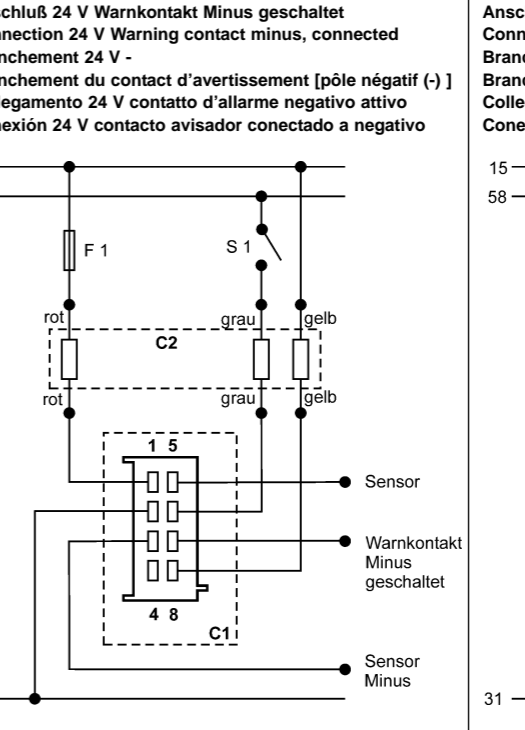 schluß 24 V Warnkontakt Minus geschaltet
nnection 24 V Warning contact minus, connected
nchement 24 V -
nchement du contact d'avertissement [pôle négatif (-) ]
legamento 24 V contatto d'allarme negativo attivo
nexión 24 V contacto avisador conectado a negativo
Ansc
Conn
Branc
Branc
Colle
Cone
15
58
F 1
S 1
rot
grau
gelb
C2
rot
grau
gelb
1 5
Sensor
Warnkontakt
Minus
geschaltet
4 8
C1
Sensor
Minus
31